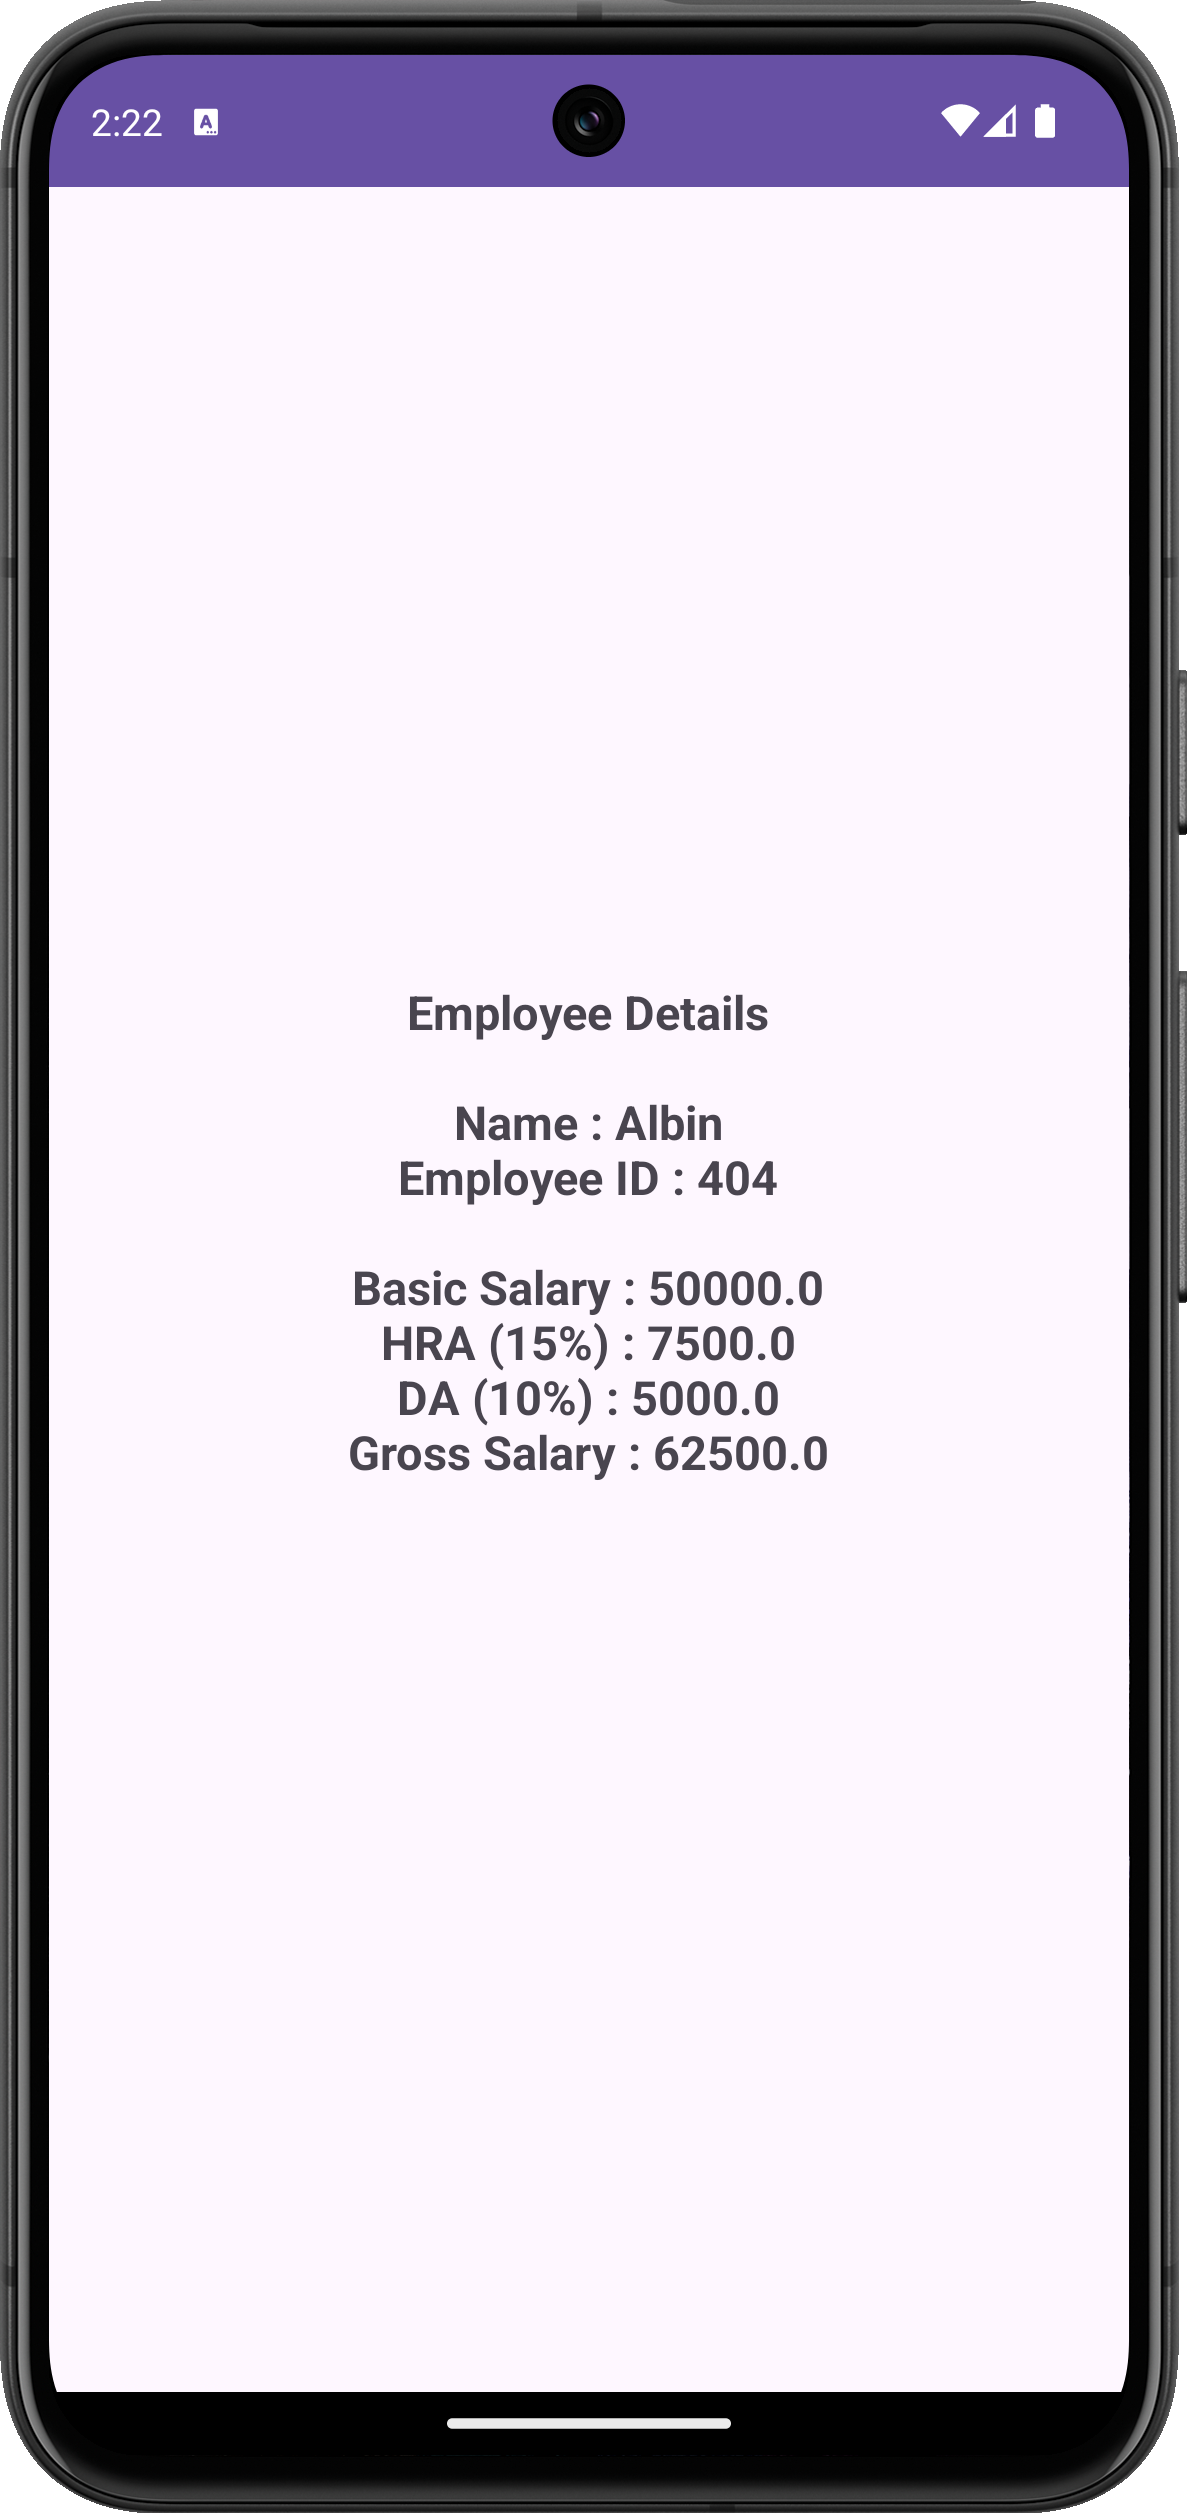 2:22
Employee Details
Name : Albin
Employee ID : 404
Basic Salary : 50000.0
HRA (15%) : 7500.0
DA (10%) : 5000.0
Gross Salary : 62500.0